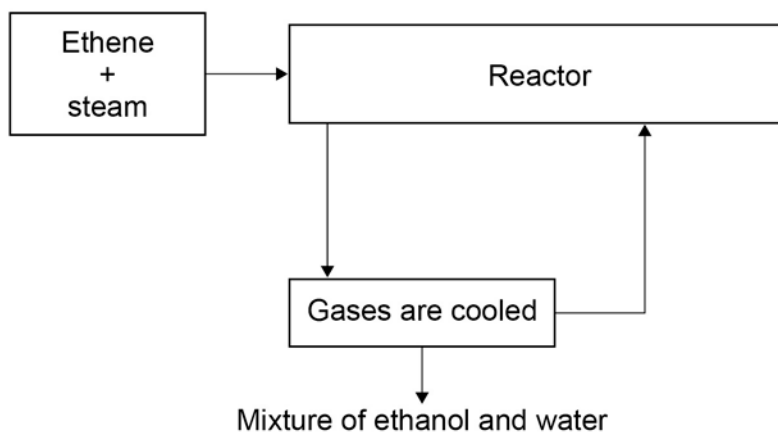 Ethene
+
steam
Reactor
Gases are cooled
Mixture of ethanol and water